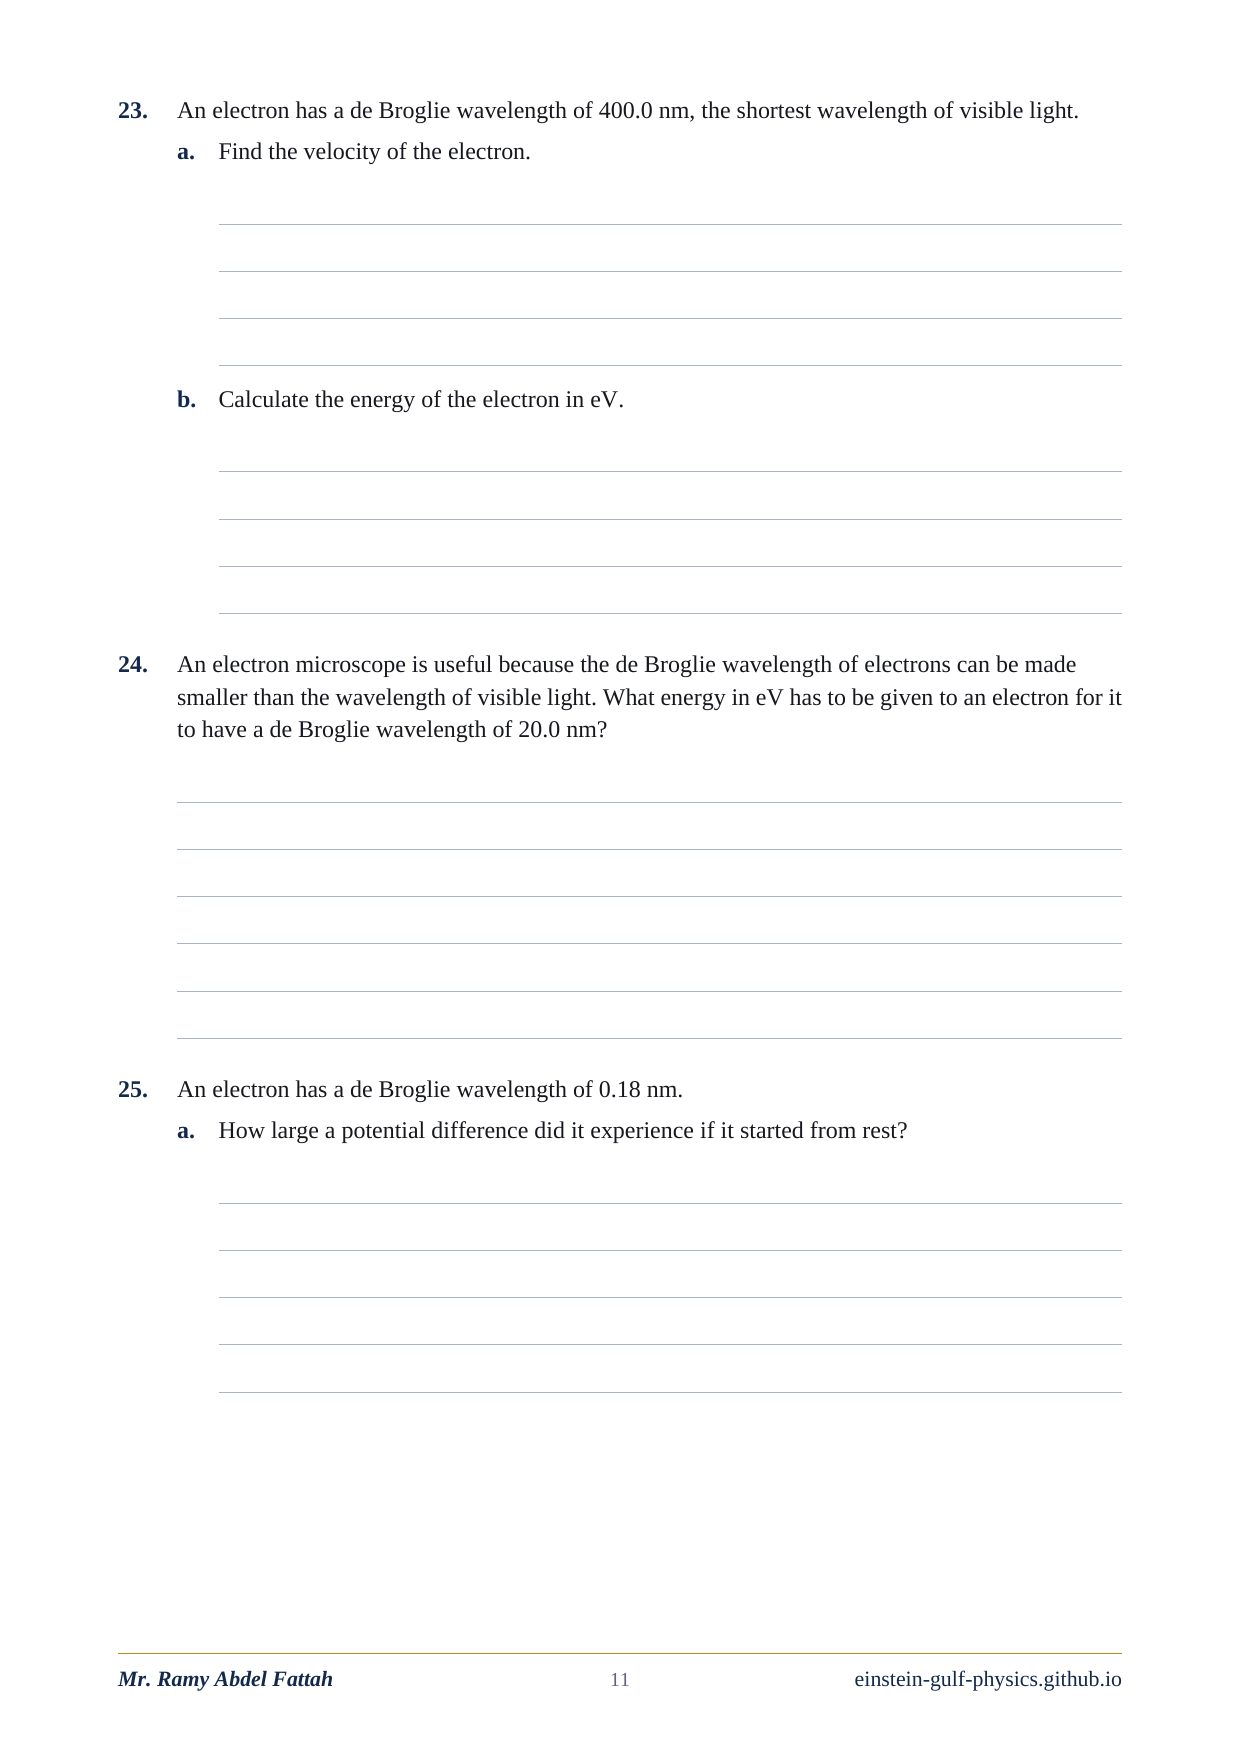 23. An electron has a de Broglie wavelength of 400.0 nm, the shortest wavelength of visible light.
a. Find the velocity of the electron.
b. Calculate the energy of the electron in eV.
24. An electron microscope is useful because the de Broglie wavelength of electrons can be made
smaller than the wavelength of visible light. What energy in eV has to be given to an electron for it
to have a de Broglie wavelength of 20.0 nm?
25. An electron has a de Broglie wavelength of 0.18 nm.
a. How large a potential difference did it experience if it started from rest?
Mr. Ramy Abdel Fattah 11 einstein-gulf-physics.github.io